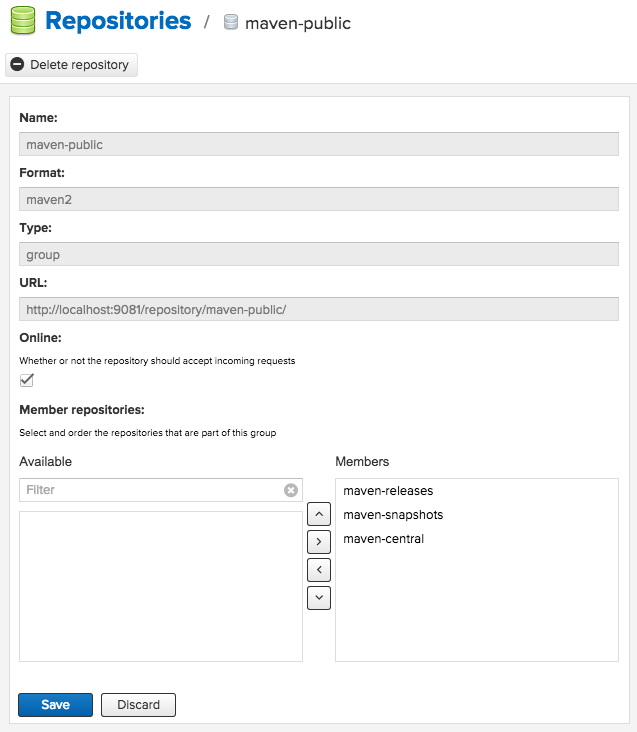 Repositories / maven-public
Delete repository
Name:
maven-public
Format:
maven2
Type:
group
URL:
http://localhost:9081/repository/maven-public/
Online:
Whether or not the repository should accept incoming requests
Member repositories:
Select and order the repositories that are part of this group
Available
Members
Filter
maven-releases
maven-snapshots
maven-central
Save
Discard